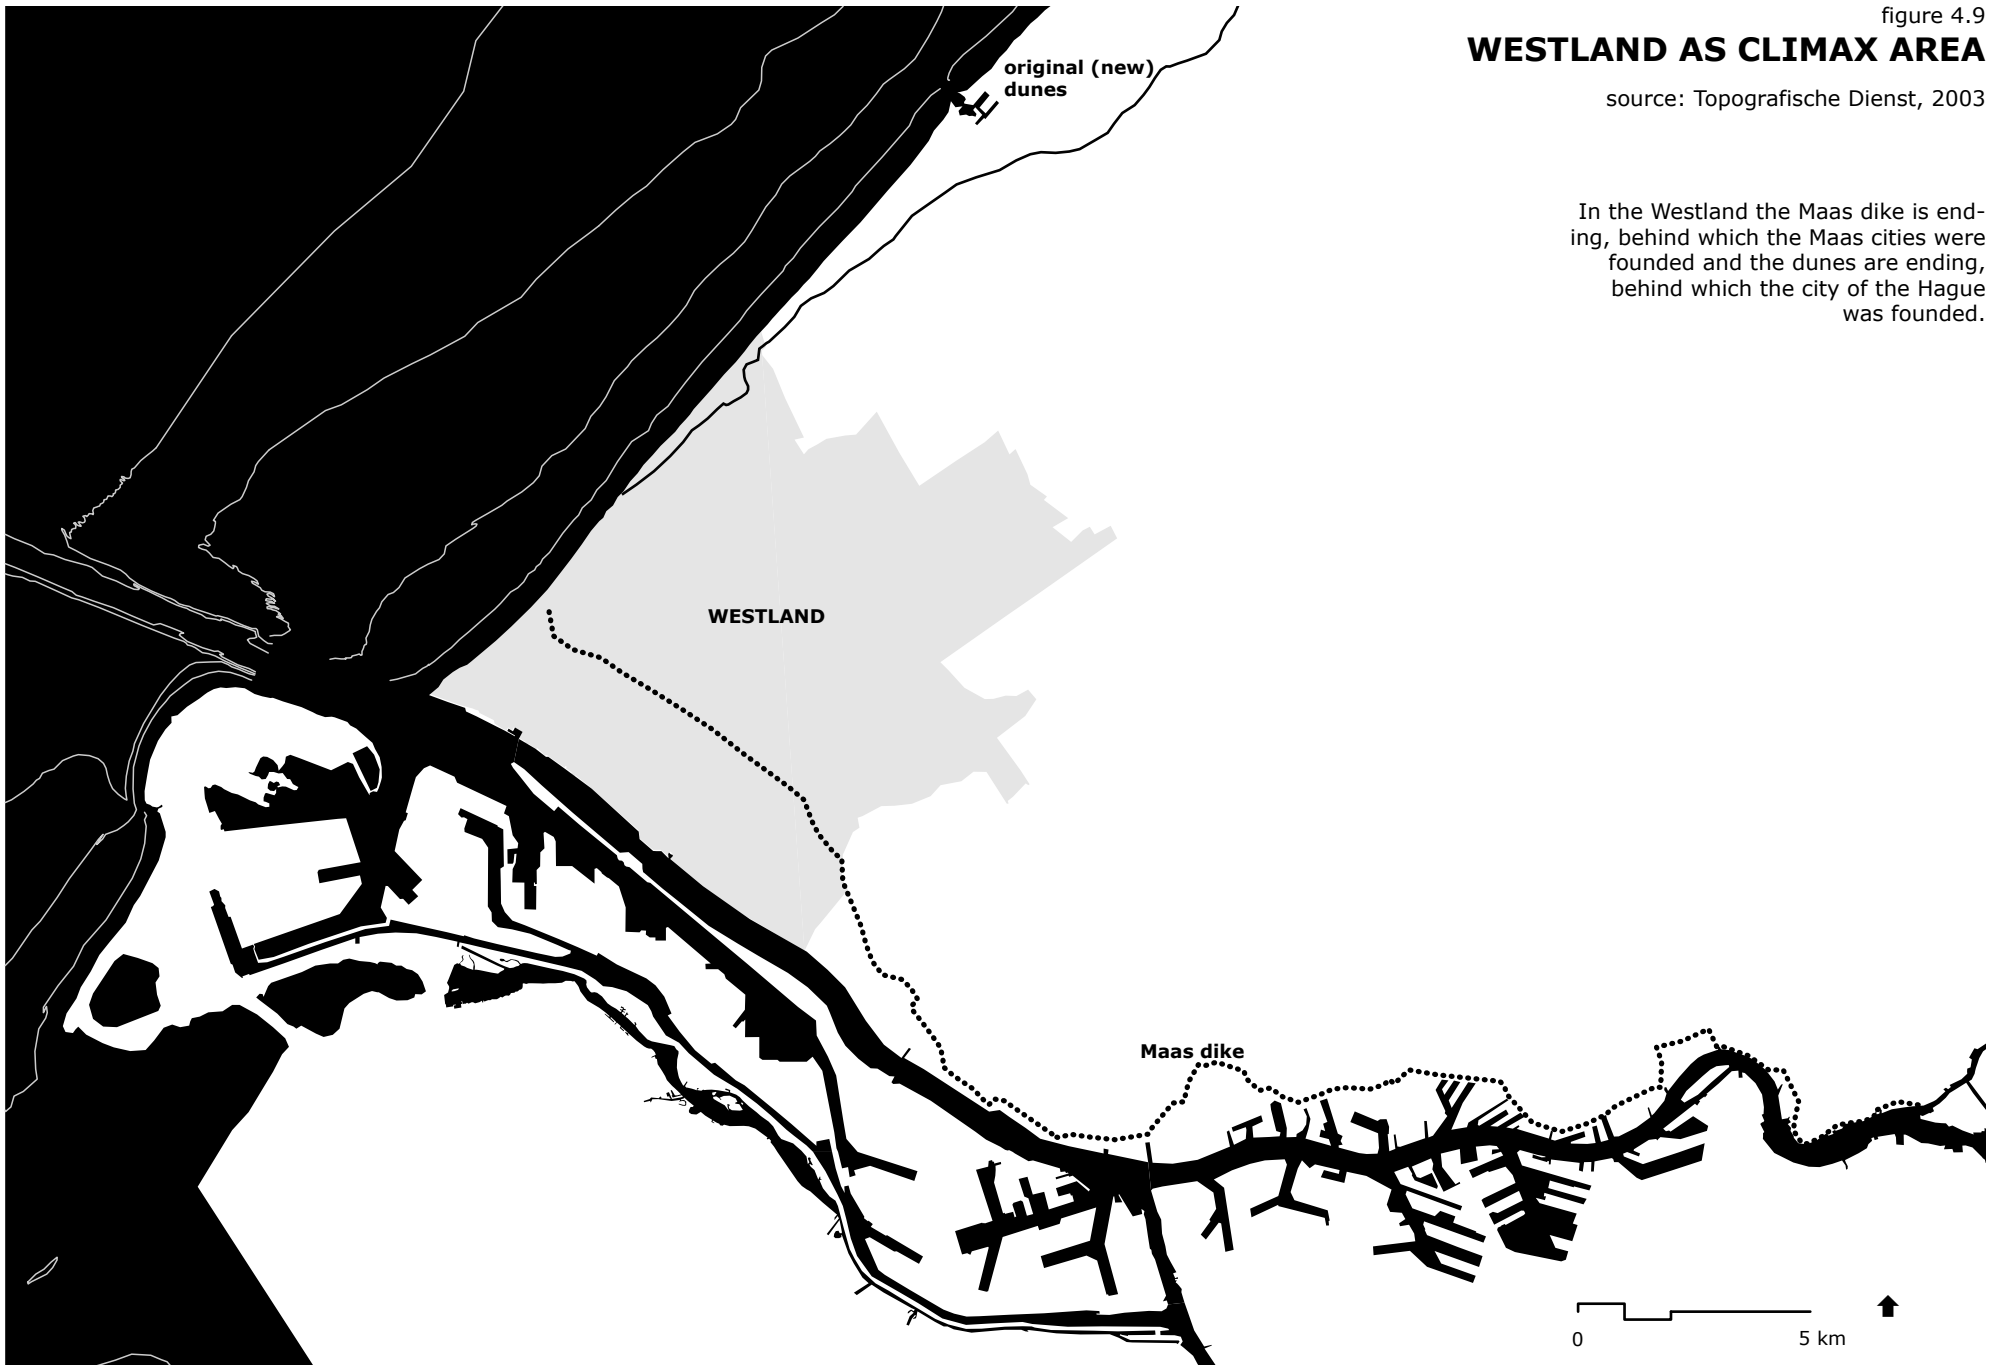 figure 4.9
WESTLAND AS CLIMAX AREA
source: Topografische Dienst, 2003
In the Westland the Maas dike is end-
ing, behind which the Maas cities were
founded and the dunes are ending,
behind which the city of the Hague
was founded.
original (new)
dunes
WESTLAND
Maas dike
0
5 km